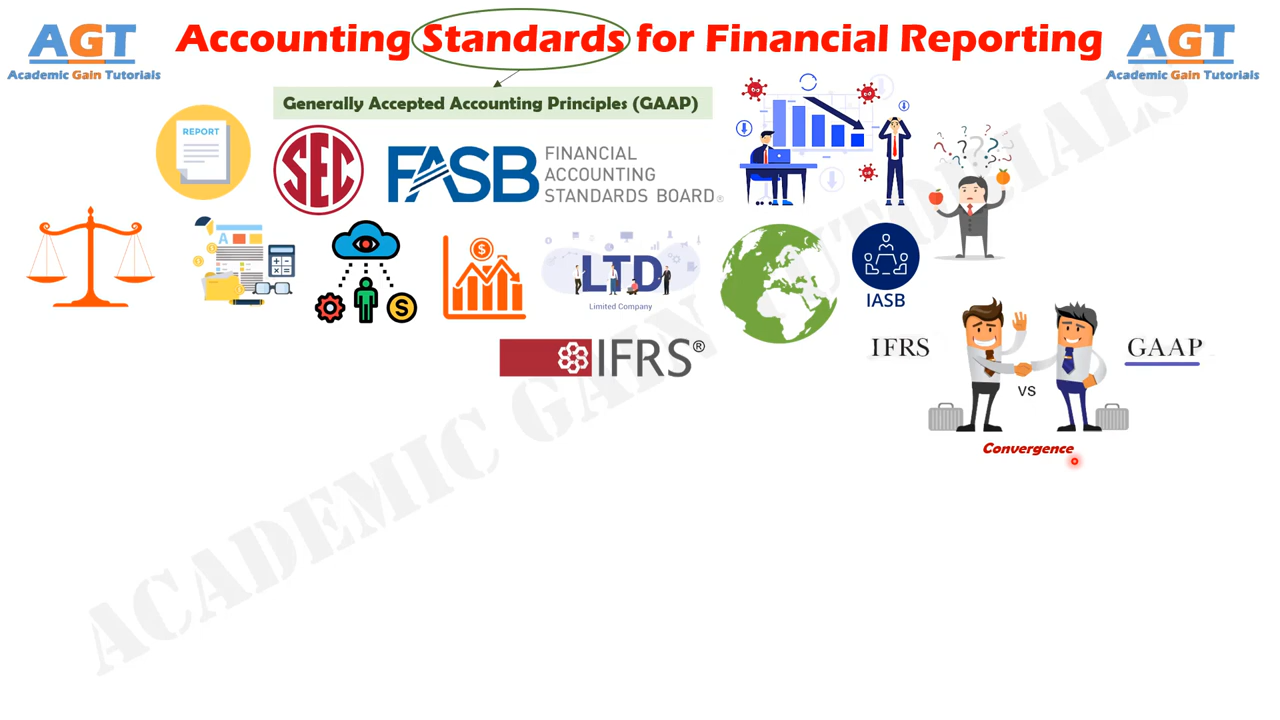 AGT
Academic Gain Tutorials
Accounting Standards for Financial Reporting
AGT
Academic Gain Tutorials
Generally Accepted Accounting Principles (GAAP)
REPORT
SEC
FASB
FINANCIAL
ACCOUNTING
STANDARDS BOARD®
A
LTD
Limited Company
IASB
IFRS®
IFRS
VS
GAAP
Convergence
ACADEMIC GAIN TUTORIALS